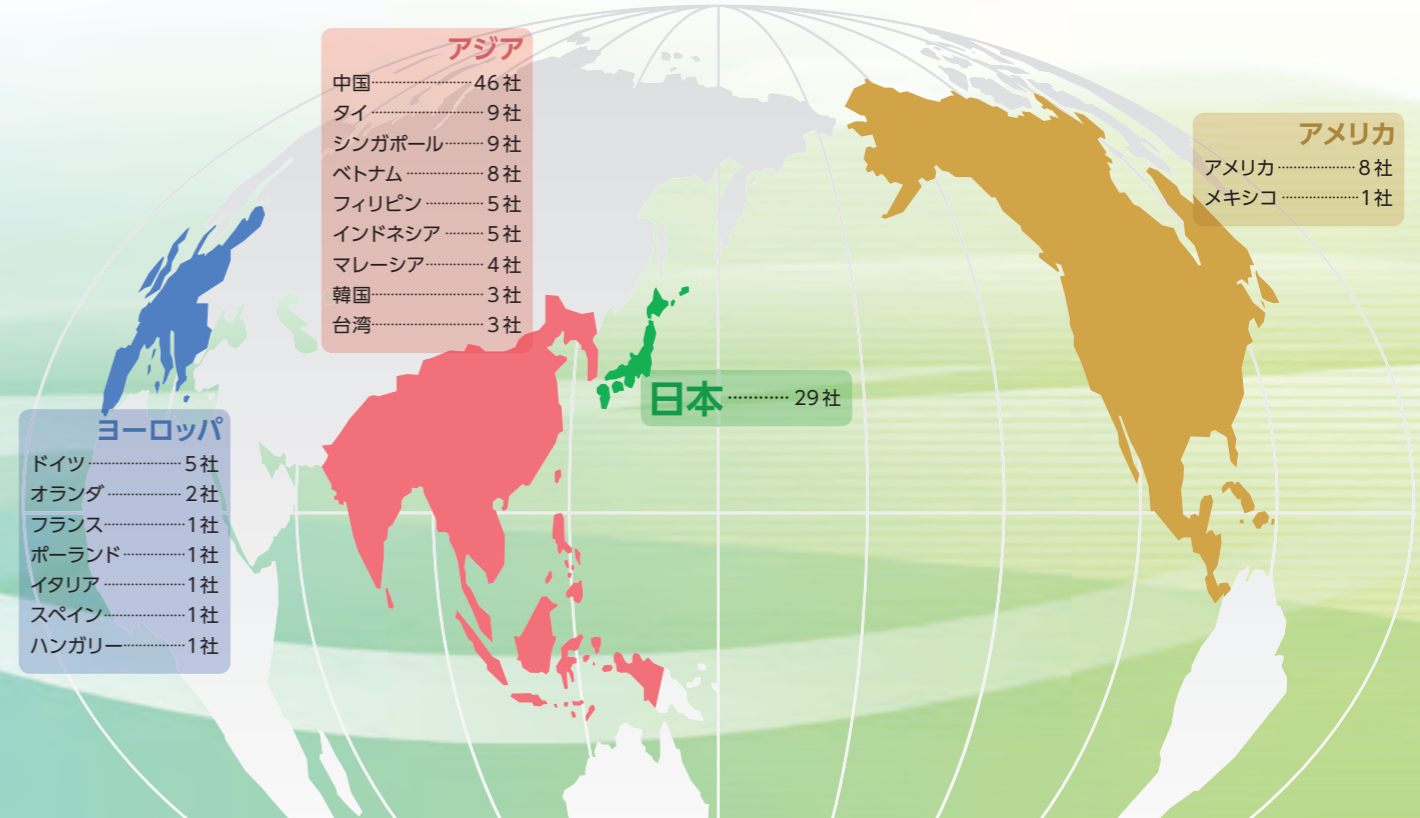 アジア
中国 46社
タイ 9社
シンガポール 9社
ベトナム 8社
フィリピン 5社
インドネシア 5社
マレーシア 4社
韓国 3社
台湾 3社
アメリカ
アメリカ 8社
メキシコ 1社
日本 29社
ヨーロッパ
ドイツ 5社
オランダ 2社
フランス 1社
ポーランド 1社
イタリア 1社
スペイン 1社
ハンガリー 1社